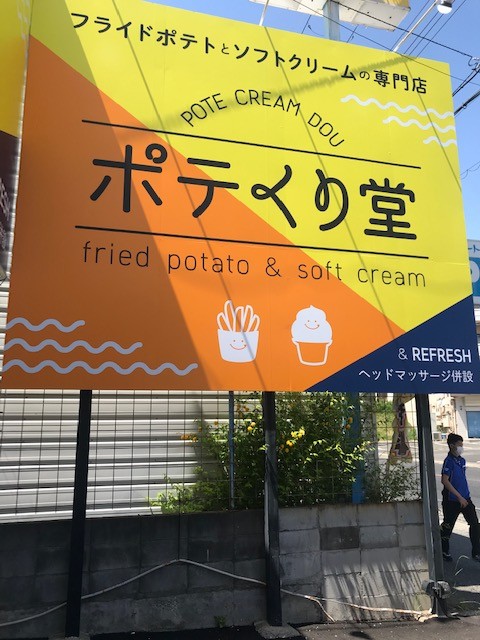 フライドポテトとソフトクリームの専門店
POTE CREAM DOU
ポテくり堂
fried potato & soft cream
& REFRESH
ヘッドマッサージ併設